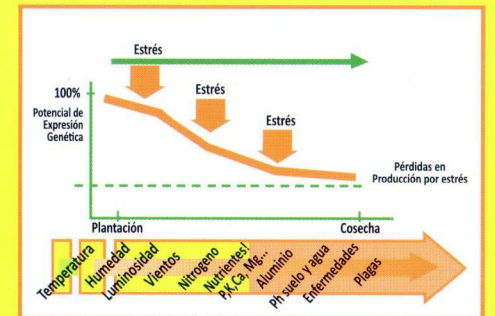 Estrés
Estrés
Estrés
100%
Potencial de
Expresión
Genética
Pérdidas en
Producción por estrés
Plantación
Cosecha
Temperatura
Humedad
Luminosidad
Vientos
Nitrogeno
Nutrientes!
P,K,Ca, Mg...
Aluminio
Ph suelo y agua
Enfermedades
Plagas